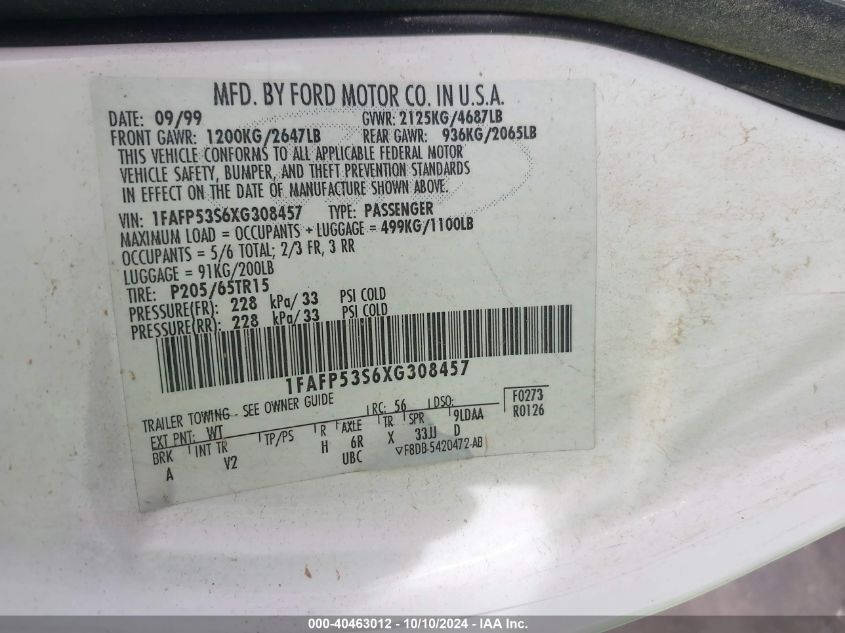 MFD. BY FORD MOTOR CO. IN U.S.A.
DATE: 09/99 GVWR: 2125KG/4687LB
FRONT GAWR: 1200KG/2647LB REAR GAWR: 936KG/2065LB
THIS VEHICLE CONFORMS TO ALL APPLICABLE FEDERAL MOTOR
VEHICLE SAFETY, BUMPER, AND THEFT PREVENTION STANDARDS
IN EFFECT ON THE DATE OF MANUFACTURE SHOWN ABOVE.
VIN: 1FAFP53S6XG308457 TYPE: PASSENGER
MAXIMUM LOAD = OCCUPANTS + LUGGAGE = 499KG/1100LB
OCCUPANTS = 5/6 TOTAL; 2/3 FR, 3 RR
LUGGAGE = 91KG/200LB
TIRE: P205/65TR15
PRESSURE(FR): 228 kPa/33 PSI COLD
PRESSURE(RR): 228 kPa/33 PSI COLD
1FAFP53S6XG308457
TRAILER TOWING - SEE OWNER GUIDE
EXT PNT: WT RC: 56 DSO: F0273
BRK INT TR TP/PS R AXLE TR SPR 9LDAA R0126
A V2 H 6R X 33JJ D
UBC ▽F8DB-5420472-AB
000-40463012 - 10/10/2024 - IAA Inc.